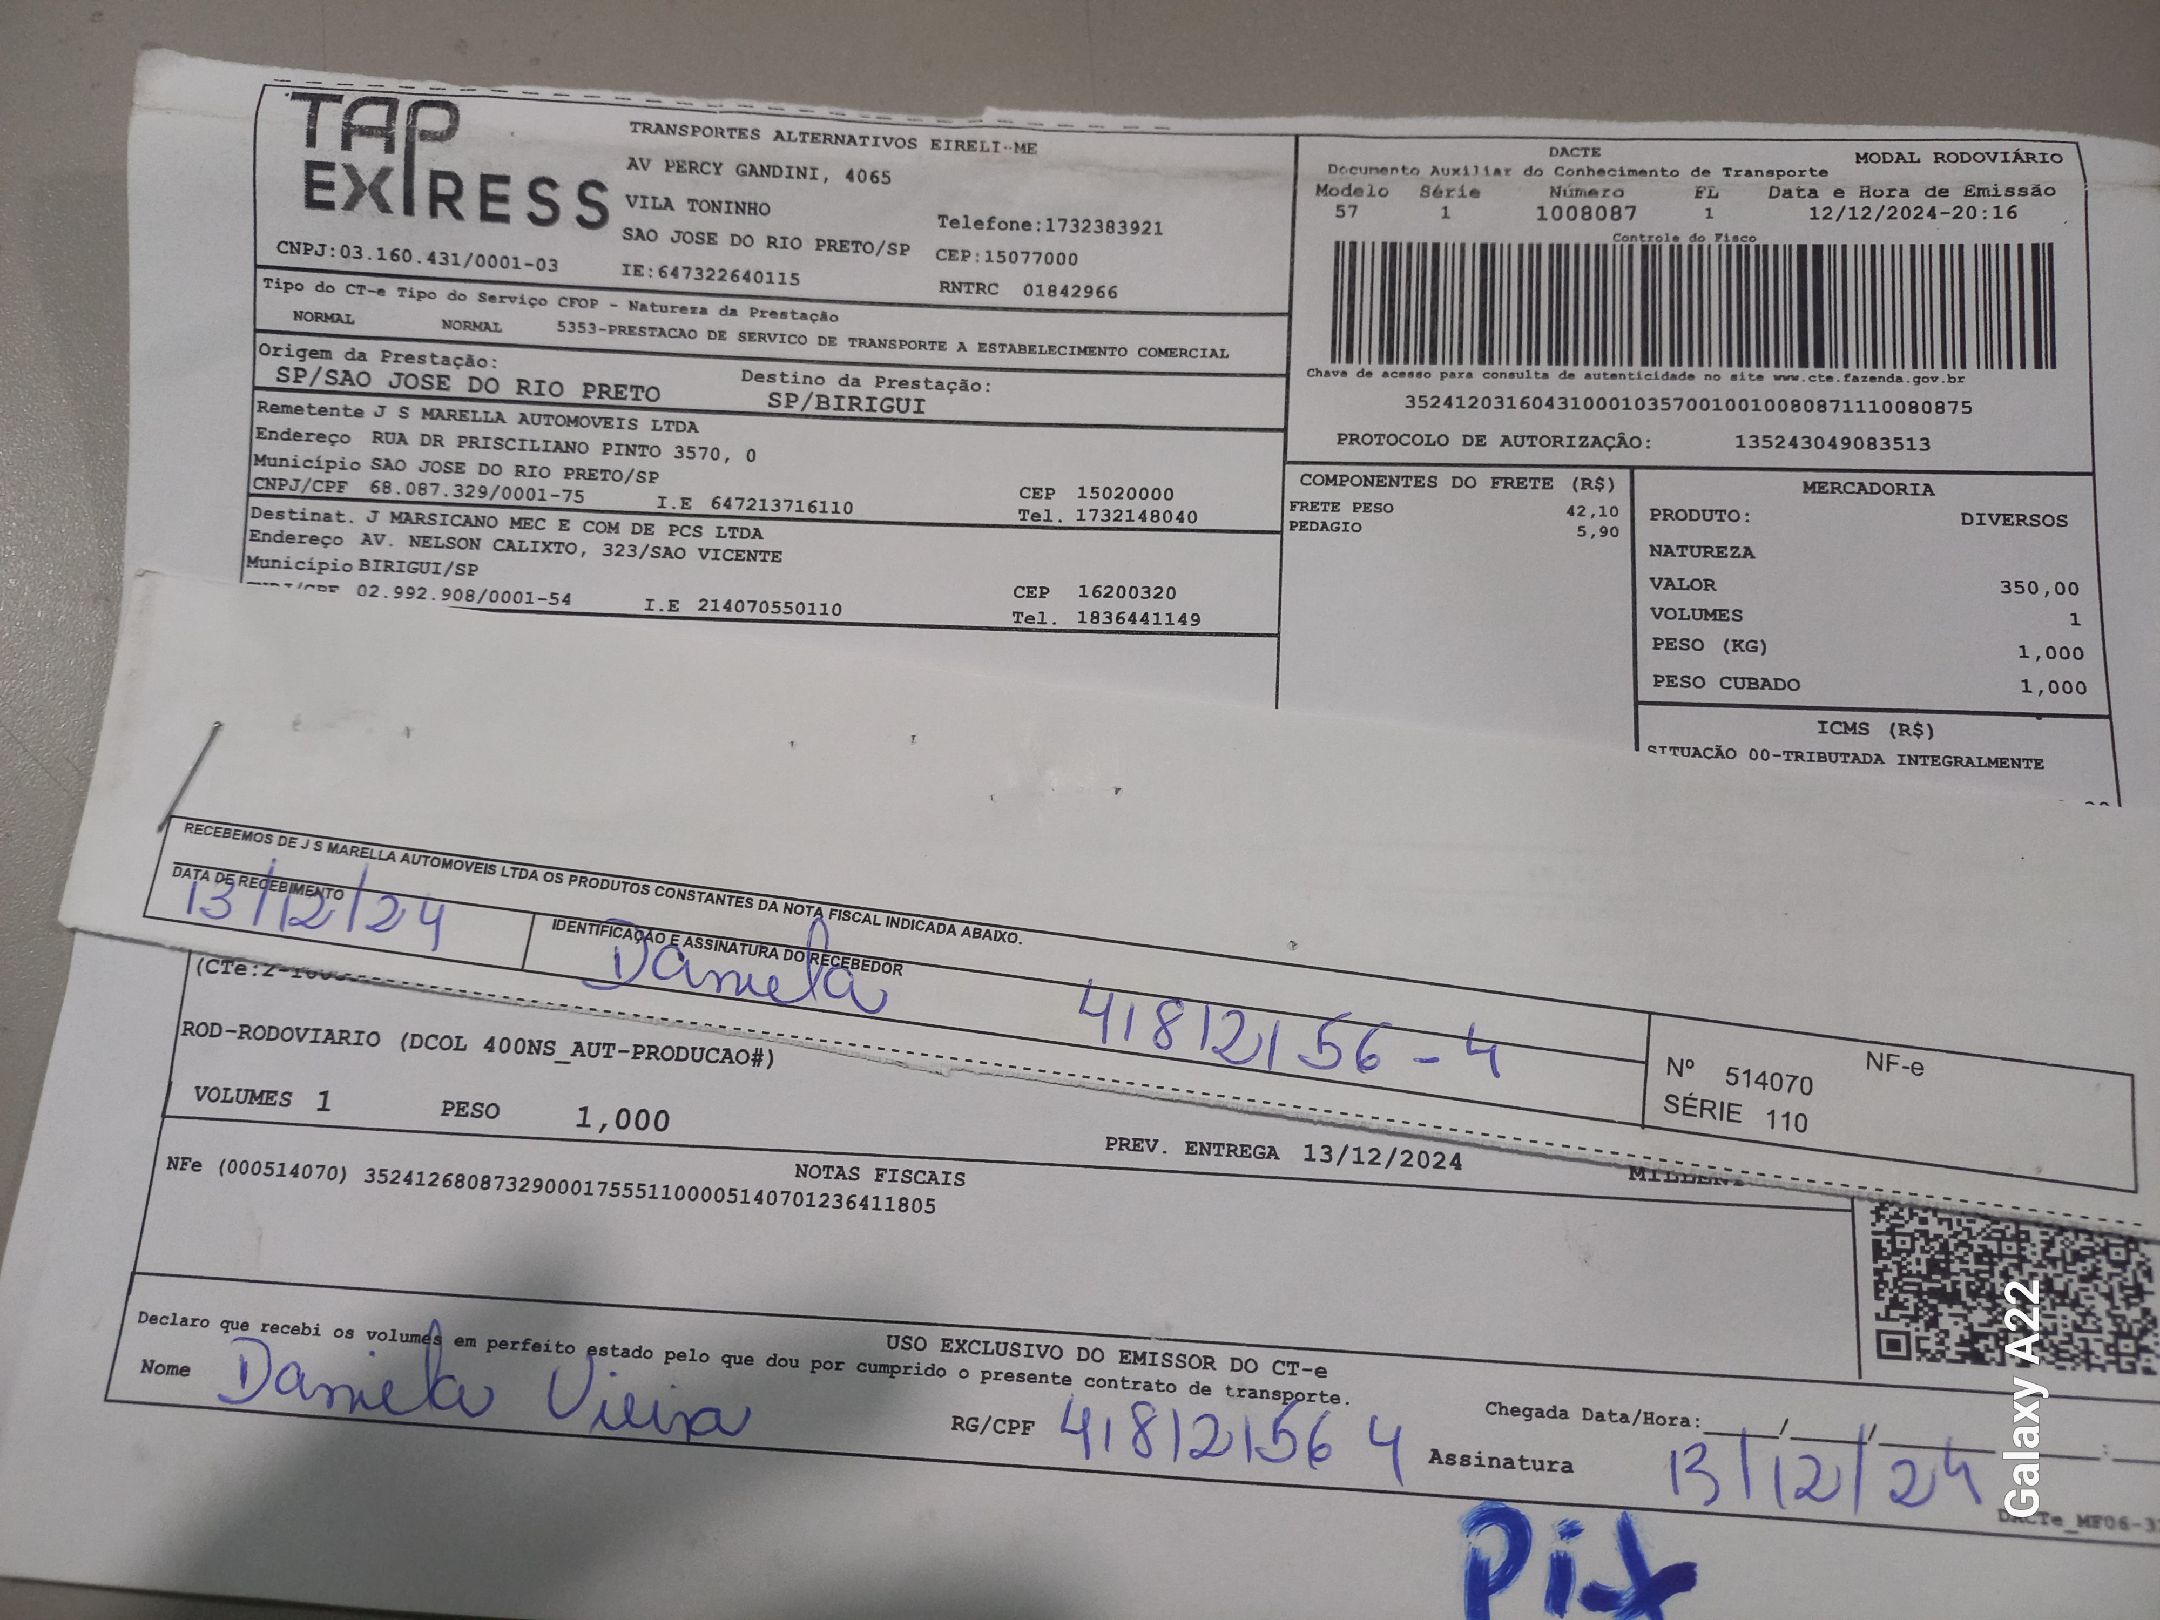 TAP EXPRESS
TRANSPORTES ALTERNATIVOS EIRELI-ME
AV PERCY GANDINI, 4065
VILA TONINHO
SAO JOSE DO RIO PRETO/SP
Telefone:1732383921
CEP:15077000
CNPJ:03.160.431/0001-03
IE:647322640115
RNTRC 01842966
DACTE
MODAL RODOVIÁRIO
Documento Auxiliar do Conhecimento de Transporte
Modelo Série Número FL Data e Hora de Emissão
57 1 1008087 1 12/12/2024-20:16
Controle do Fisco
Chave de acesso para consulta de autenticidade no site www.cte.fazenda.gov.br
35241203160431000103570010010080871110080875
PROTOCOLO DE AUTORIZAÇÃO: 135243049083513
Tipo do CT-e Tipo do Serviço CFOP - Natureza da Prestação
NORMAL NORMAL 5353-PRESTACAO DE SERVICO DE TRANSPORTE A ESTABELECIMENTO COMERCIAL
Origem da Prestação: Destino da Prestação:
SP/SAO JOSE DO RIO PRETO SP/BIRIGUI
Remetente J S MARELLA AUTOMOVEIS LTDA
Endereço RUA DR PRISCILIANO PINTO 3570, 0
Município SAO JOSE DO RIO PRETO/SP CEP 15020000
CNPJ/CPF 68.087.329/0001-75 I.E 647213716110 Tel. 1732148040
Destinat. J MARSICANO MEC E COM DE PCS LTDA
Endereço AV. NELSON CALIXTO, 323/SAO VICENTE
Município BIRIGUI/SP CEP 16200320
02.992.908/0001-54 I.E 214070550110 Tel. 1836441149
COMPONENTES DO FRETE (R$)
FRETE PESO 42,10
PEDAGIO 5,90
MERCADORIA
PRODUTO: DIVERSOS
NATUREZA
VALOR 350,00
VOLUMES 1
PESO (KG) 1,000
PESO CUBADO 1,000
ICMS (R$)
SITUAÇÃO 00-TRIBUTADA INTEGRALMENTE
RECEBEMOS DE J S MARELLA AUTOMOVEIS LTDA OS PRODUTOS CONSTANTES DA NOTA FISCAL INDICADA ABAIXO.
DATA DE RECEBIMENTO
13/12/24
IDENTIFICAÇÃO E ASSINATURA DO RECEBEDOR
Daniela 41812156-4
NF-e
Nº 514070
SÉRIE 110
(CTe:
ROD-RODOVIARIO (DCOL 400NS_AUT-PRODUCAO#)
VOLUMES 1 PESO 1,000 PREV. ENTREGA 13/12/2024
NOTAS FISCAIS
NFe (000514070) 35241268087329000175551100005140701236411805
USO EXCLUSIVO DO EMISSOR DO CT-e
Declaro que recebi os volumes em perfeito estado pelo que dou por cumprido o presente contrato de transporte.
Nome Daniela Vieira RG/CPF 41812156 4 Assinatura
Chegada Data/Hora:____/____/____ ____:____
13/12/24
DACTe_MF06-3
Pix
Galaxy A22